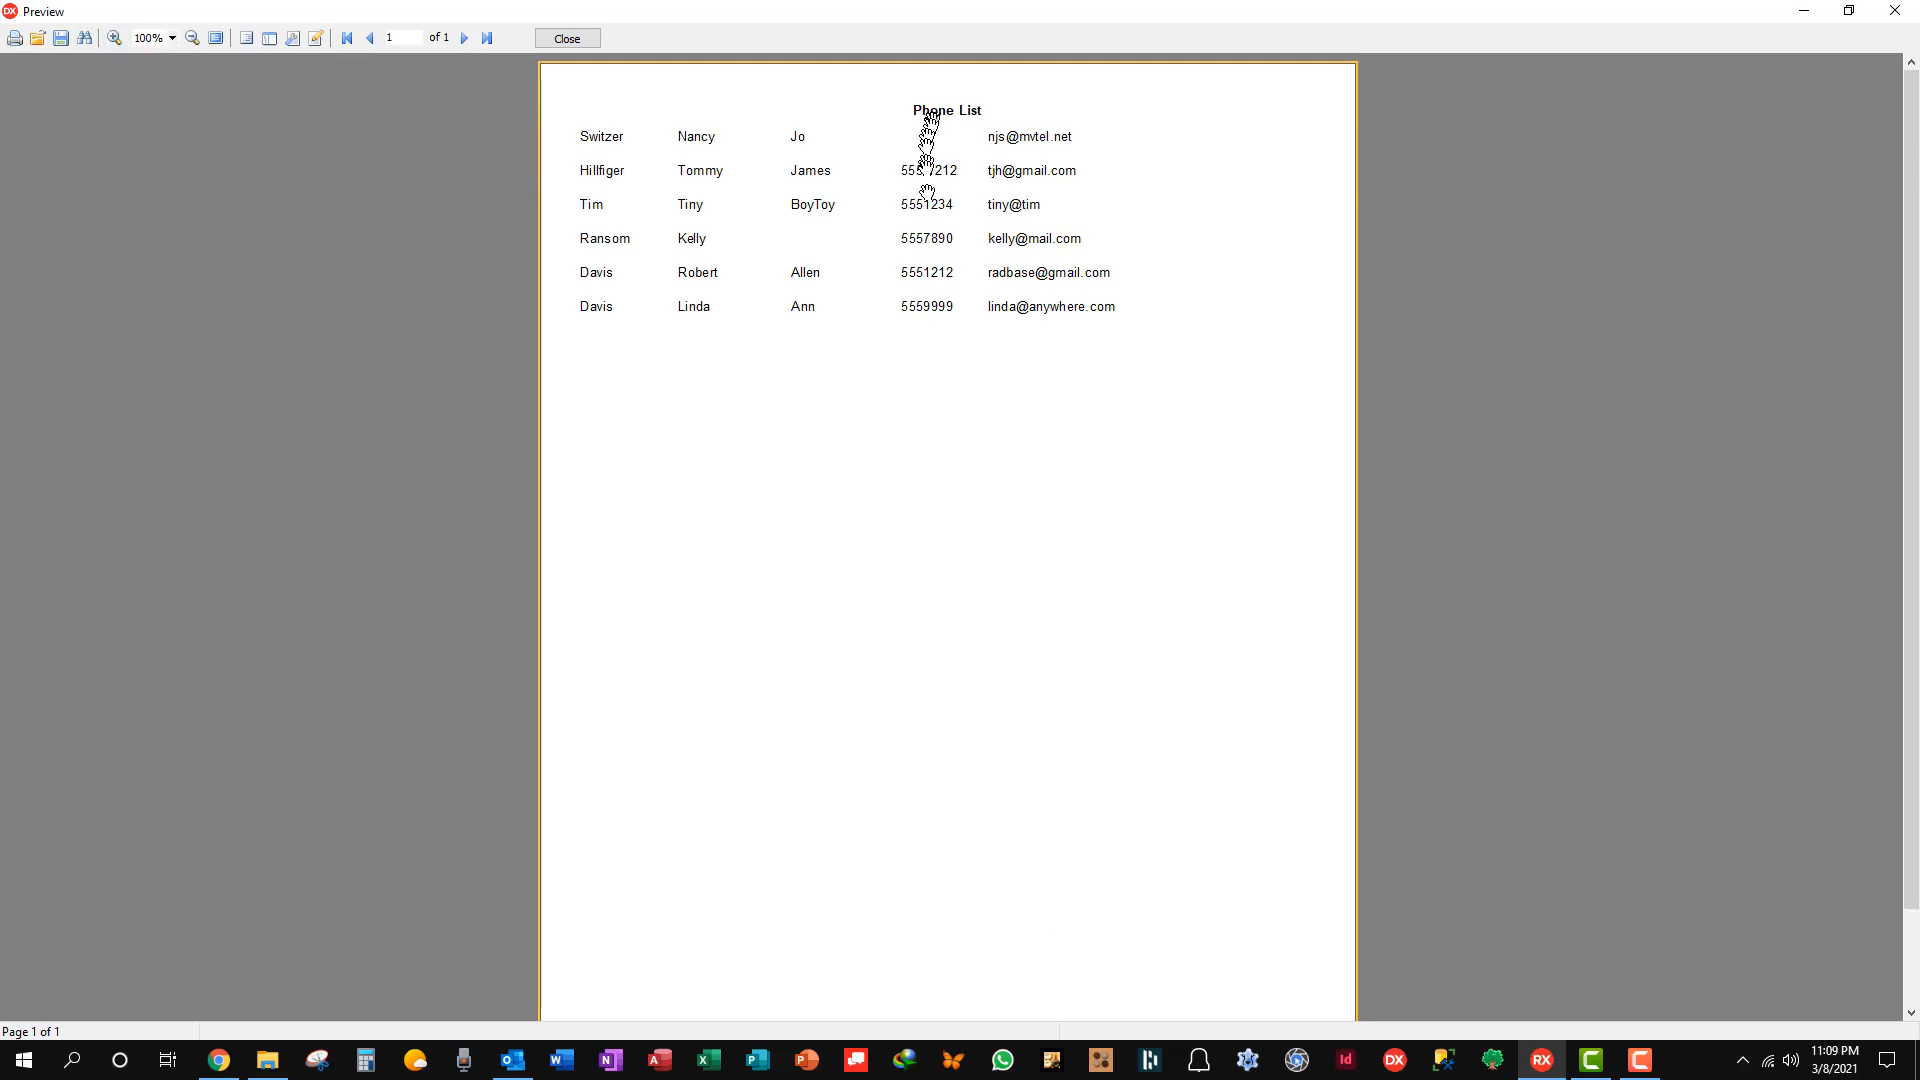 Preview
100%
1 of 1
Close
Phone List
Switzer Nancy Jo njs@mvtel.net
Hillfiger Tommy James tjh@gmail.com
Tim Tiny BoyToy 5551234 tiny@tim
Ransom Kelly 5557890 kelly@mail.com
Davis Robert Allen 5551212 radbase@gmail.com
Davis Linda Ann 5559999 linda@anywhere.com
Page 1 of 1
11:09 PM
3/8/2021